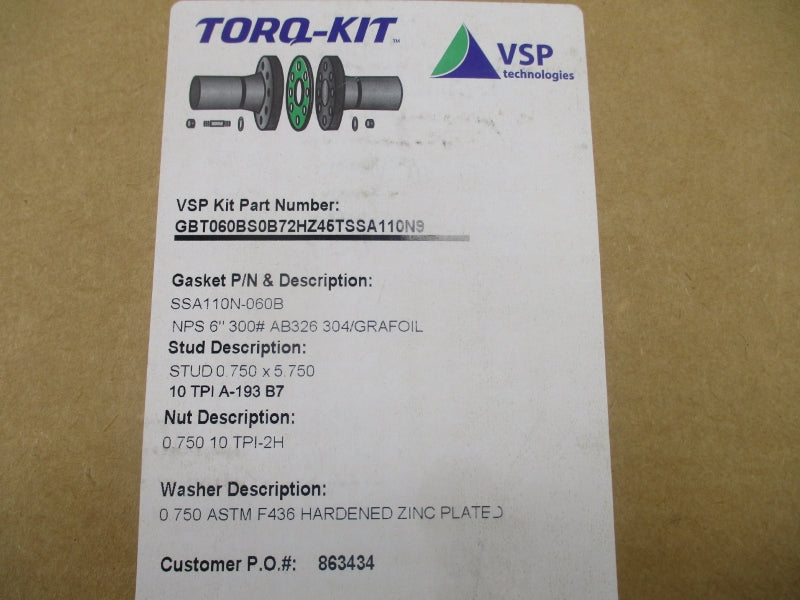 TORQ-KIT™
VSP
technologies
VSP Kit Part Number:
GBT060BS0B72HZ45TSSA110N9
Gasket P/N & Description:
SSA110N-060B
NPS 6" 300# AB326 304/GRAFOIL
Stud Description:
STUD 0.750 x 5.750
10 TPI A-193 B7
Nut Description:
0.750 10 TPI-2H
Washer Description:
0 750 ASTM F436 HARDENED ZINC PLATED
Customer P.O.#: 863434